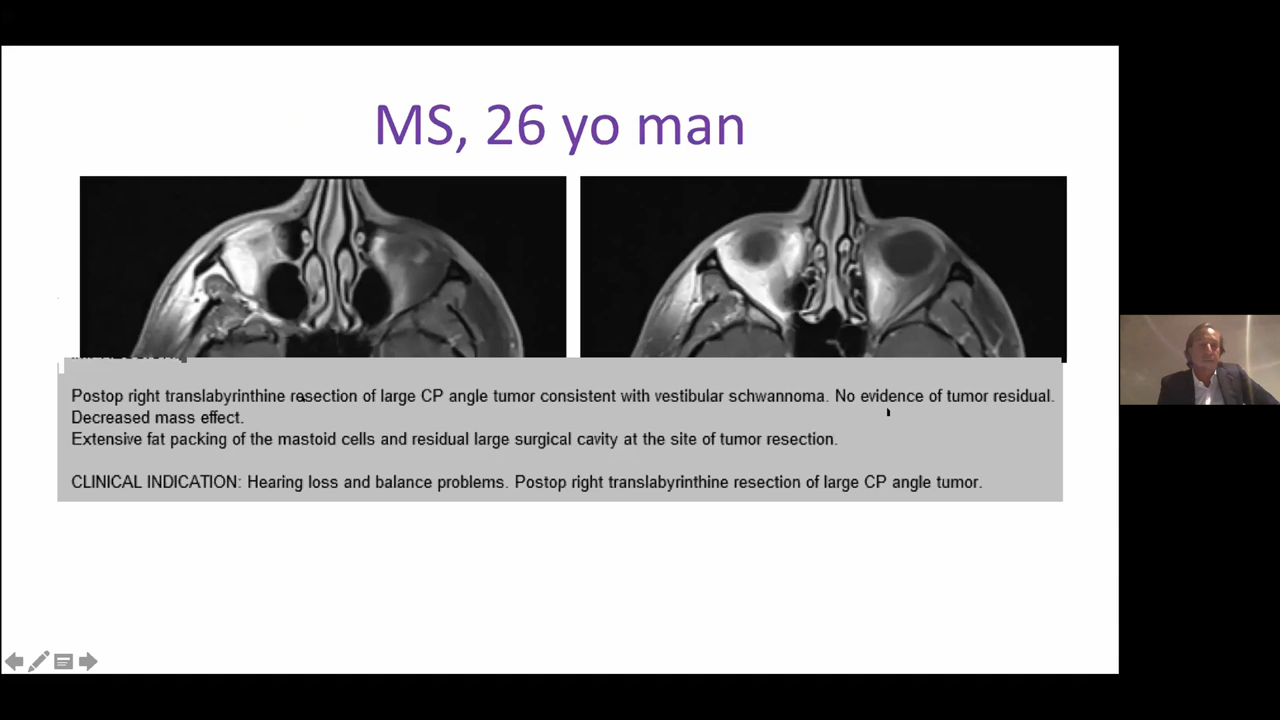 MS, 26 yo man
Postop right translabyrinthine resection of large CP angle tumor consistent with vestibular schwannoma. No evidence of tumor residual.
Decreased mass effect.
Extensive fat packing of the mastoid cells and residual large surgical cavity at the site of tumor resection.
CLINICAL INDICATION: Hearing loss and balance problems. Postop right translabyrinthine resection of large CP angle tumor.